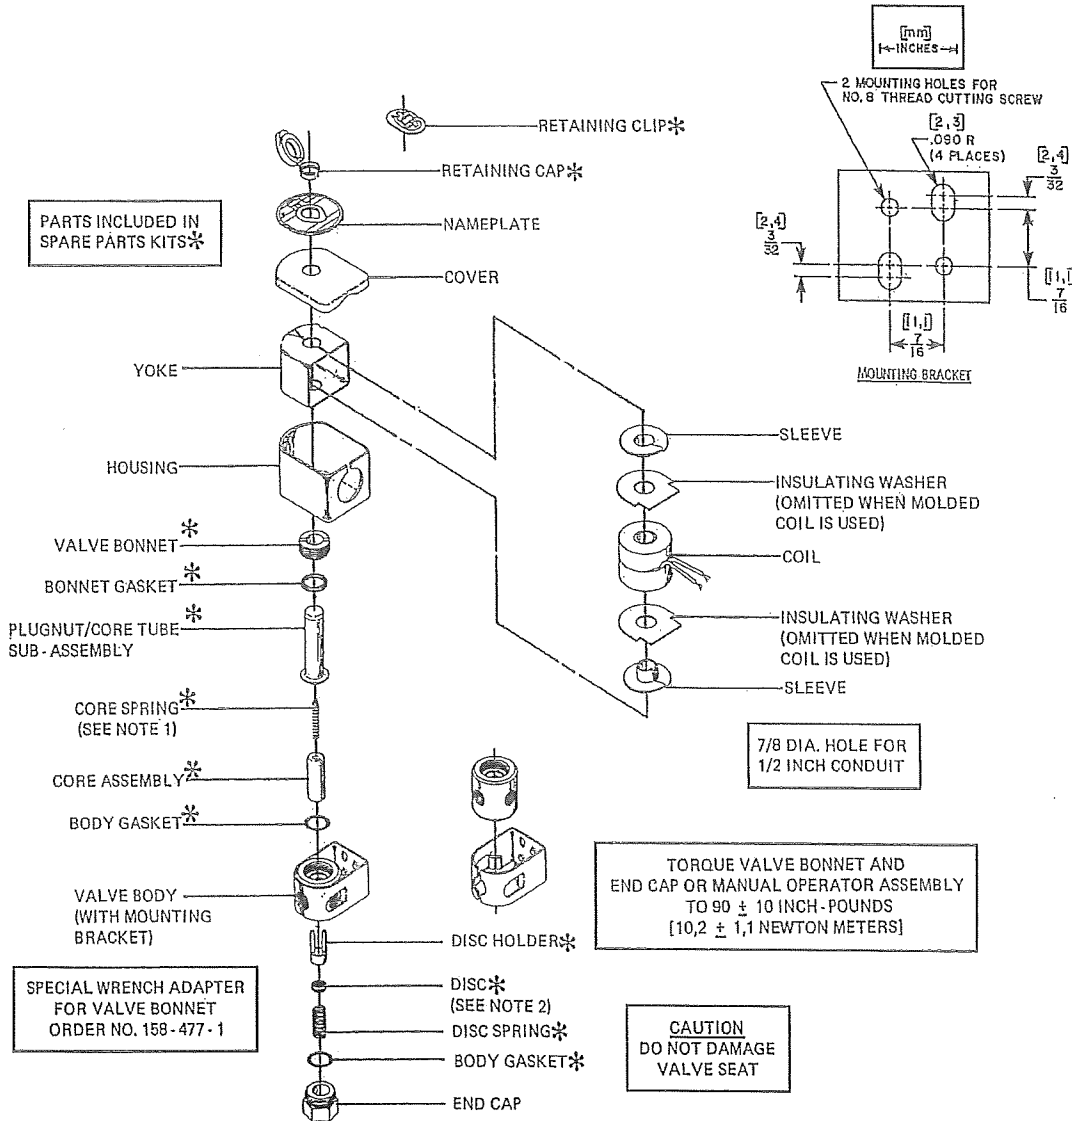 [mm]
INCHES
2 MOUNTING HOLES FOR
NO. 8 THREAD CUTTING SCREW
[2,3]
.090 R
(4 PLACES)
[2,4]
3
32
[2,4]
3
32
[11,1]
7
16
[11,1]
7
16
MOUNTING BRACKET
RETAINING CLIP*
RETAINING CAP*
PARTS INCLUDED IN
SPARE PARTS KITS*
NAMEPLATE
COVER
YOKE
HOUSING
VALVE BONNET*
BONNET GASKET*
PLUGNUT/CORE TUBE*
SUB-ASSEMBLY
CORE SPRING*
(SEE NOTE 1)
CORE ASSEMBLY*
BODY GASKET*
VALVE BODY
(WITH MOUNTING
BRACKET)
DISC HOLDER*
DISC*
(SEE NOTE 2)
DISC SPRING*
BODY GASKET*
END CAP
SLEEVE
INSULATING WASHER
(OMITTED WHEN MOLDED
COIL IS USED)
COIL
INSULATING WASHER
(OMITTED WHEN MOLDED
COIL IS USED)
SLEEVE
7/8 DIA. HOLE FOR
1/2 INCH CONDUIT
TORQUE VALVE BONNET AND
END CAP OR MANUAL OPERATOR ASSEMBLY
TO 90 ± 10 INCH-POUNDS
[10,2 ± 1,1 NEWTON METERS]
SPECIAL WRENCH ADAPTER
FOR VALVE BONNET
ORDER NO. 158-477-1
CAUTION
DO NOT DAMAGE
VALVE SEAT